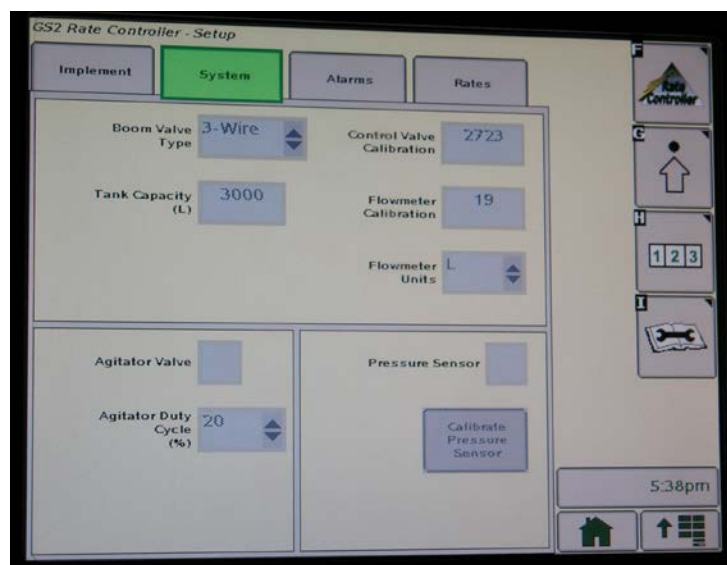 GS2 Rate Controller - Setup
Implement
System
Alarms
Rates
Boom Valve
Type
3-Wire
Control Valve
Calibration
2723
Tank Capacity
(L)
3000
Flowmeter
Calibration
19
Flowmeter
Units
L
Agitator Valve
Agitator Duty
Cycle
(%)
20
Pressure Sensor
Calibrate
Pressure
Sensor
F
Rate
Controller
G
H
1 2 3
I
5:38pm